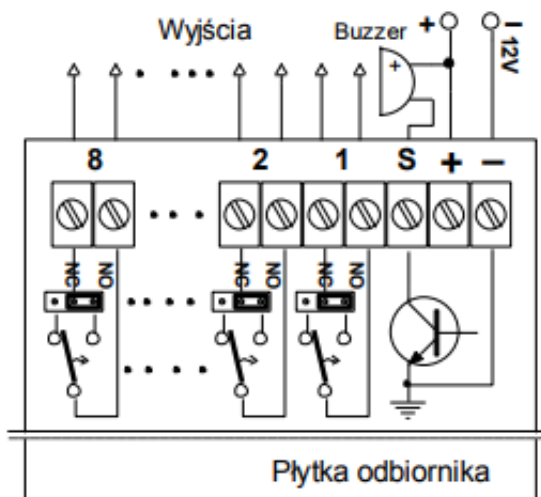 Wyjścia Buzzer + −
+ 12V
8 2 1 S + −
NC NO NC NO NC NO
Płytka odbiornika